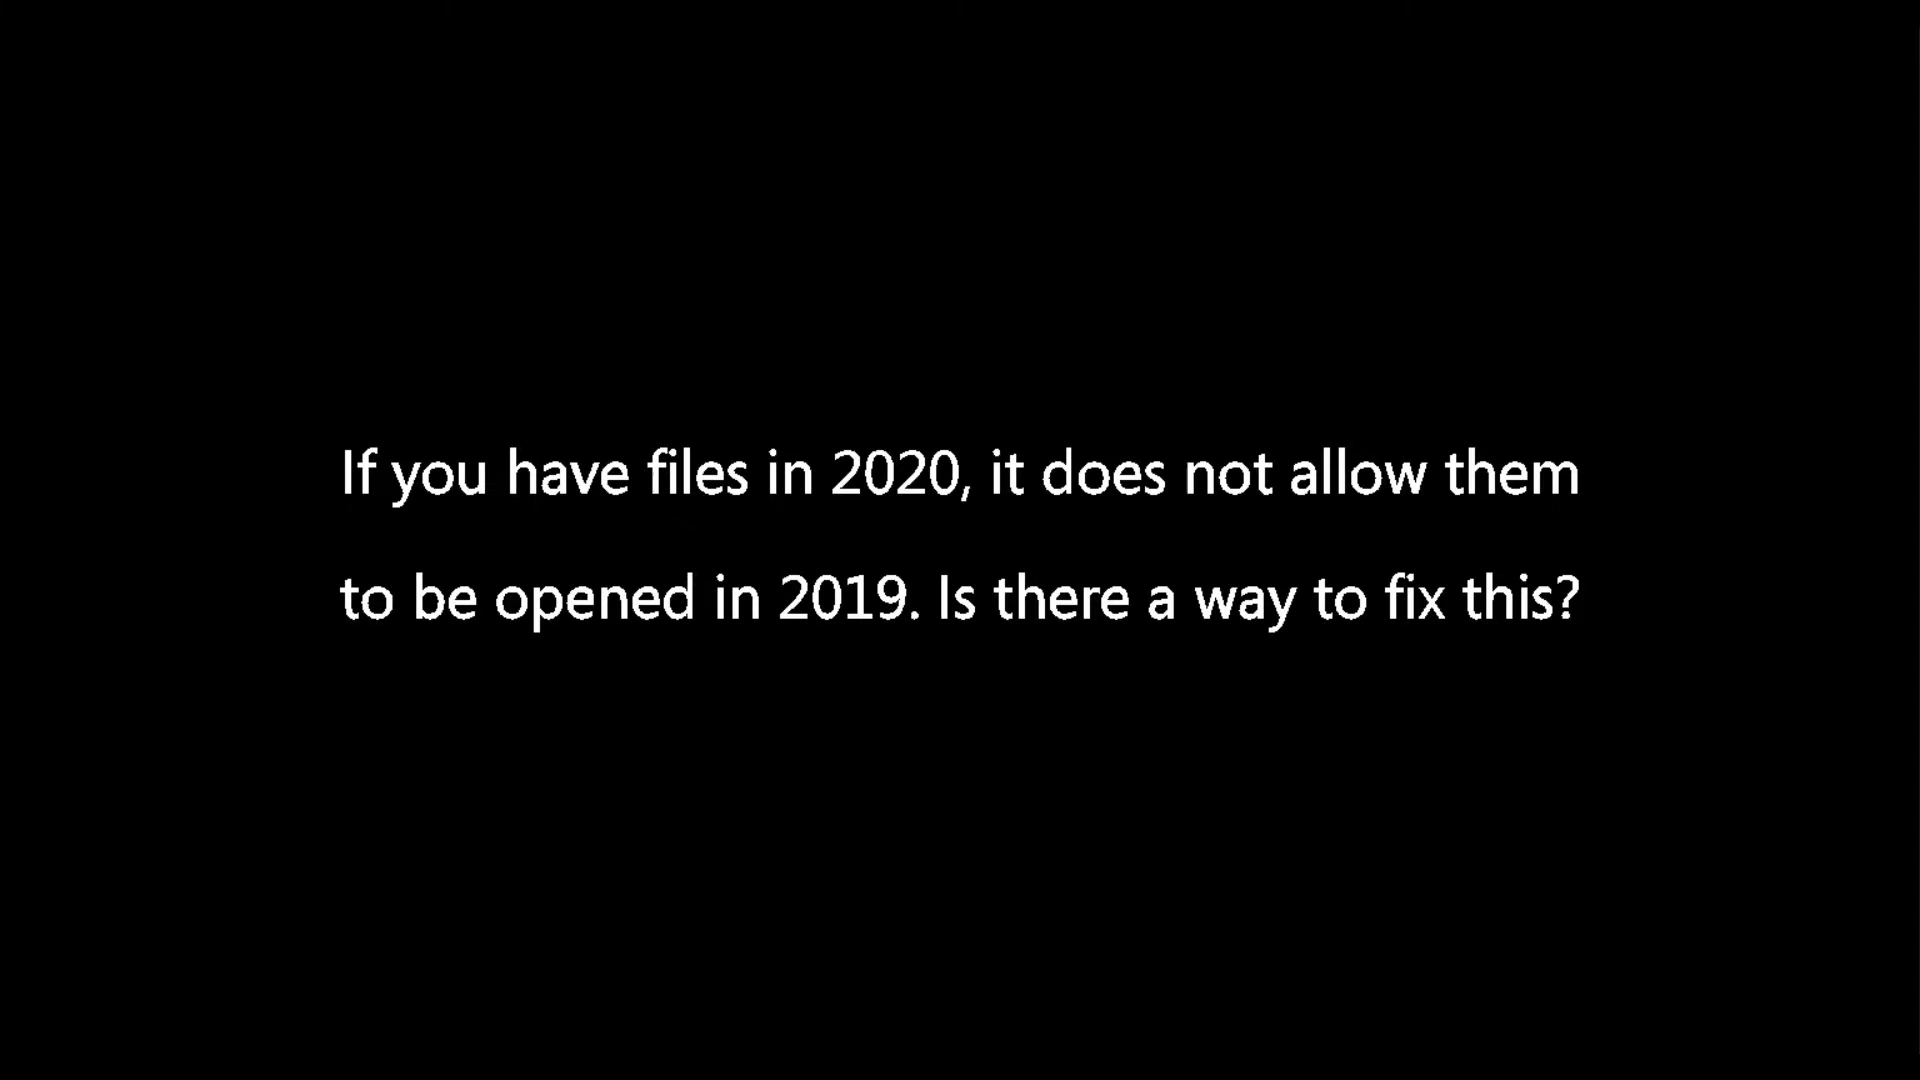 If you have files in 2020, it does not allow them
to be opened in 2019. Is there a way to fix this?